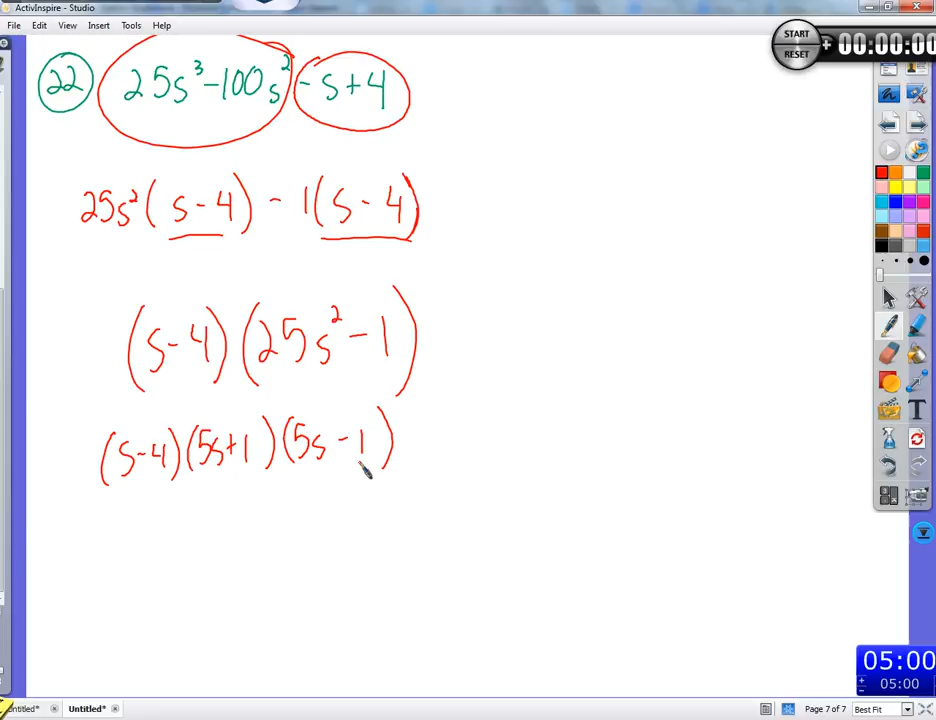 ActivInspire - Studio
File Edit View Insert Tools Help
START
RESET
00:00:00
22 25s³-100s²-s+4
25s²(s-4)-1(s-4)
(s-4)(25s²-1)
(s-4)(5s+1)(5s-1)
T
05:00
05:00
ntitled* Untitled* Page 7 of 7 Best Fit